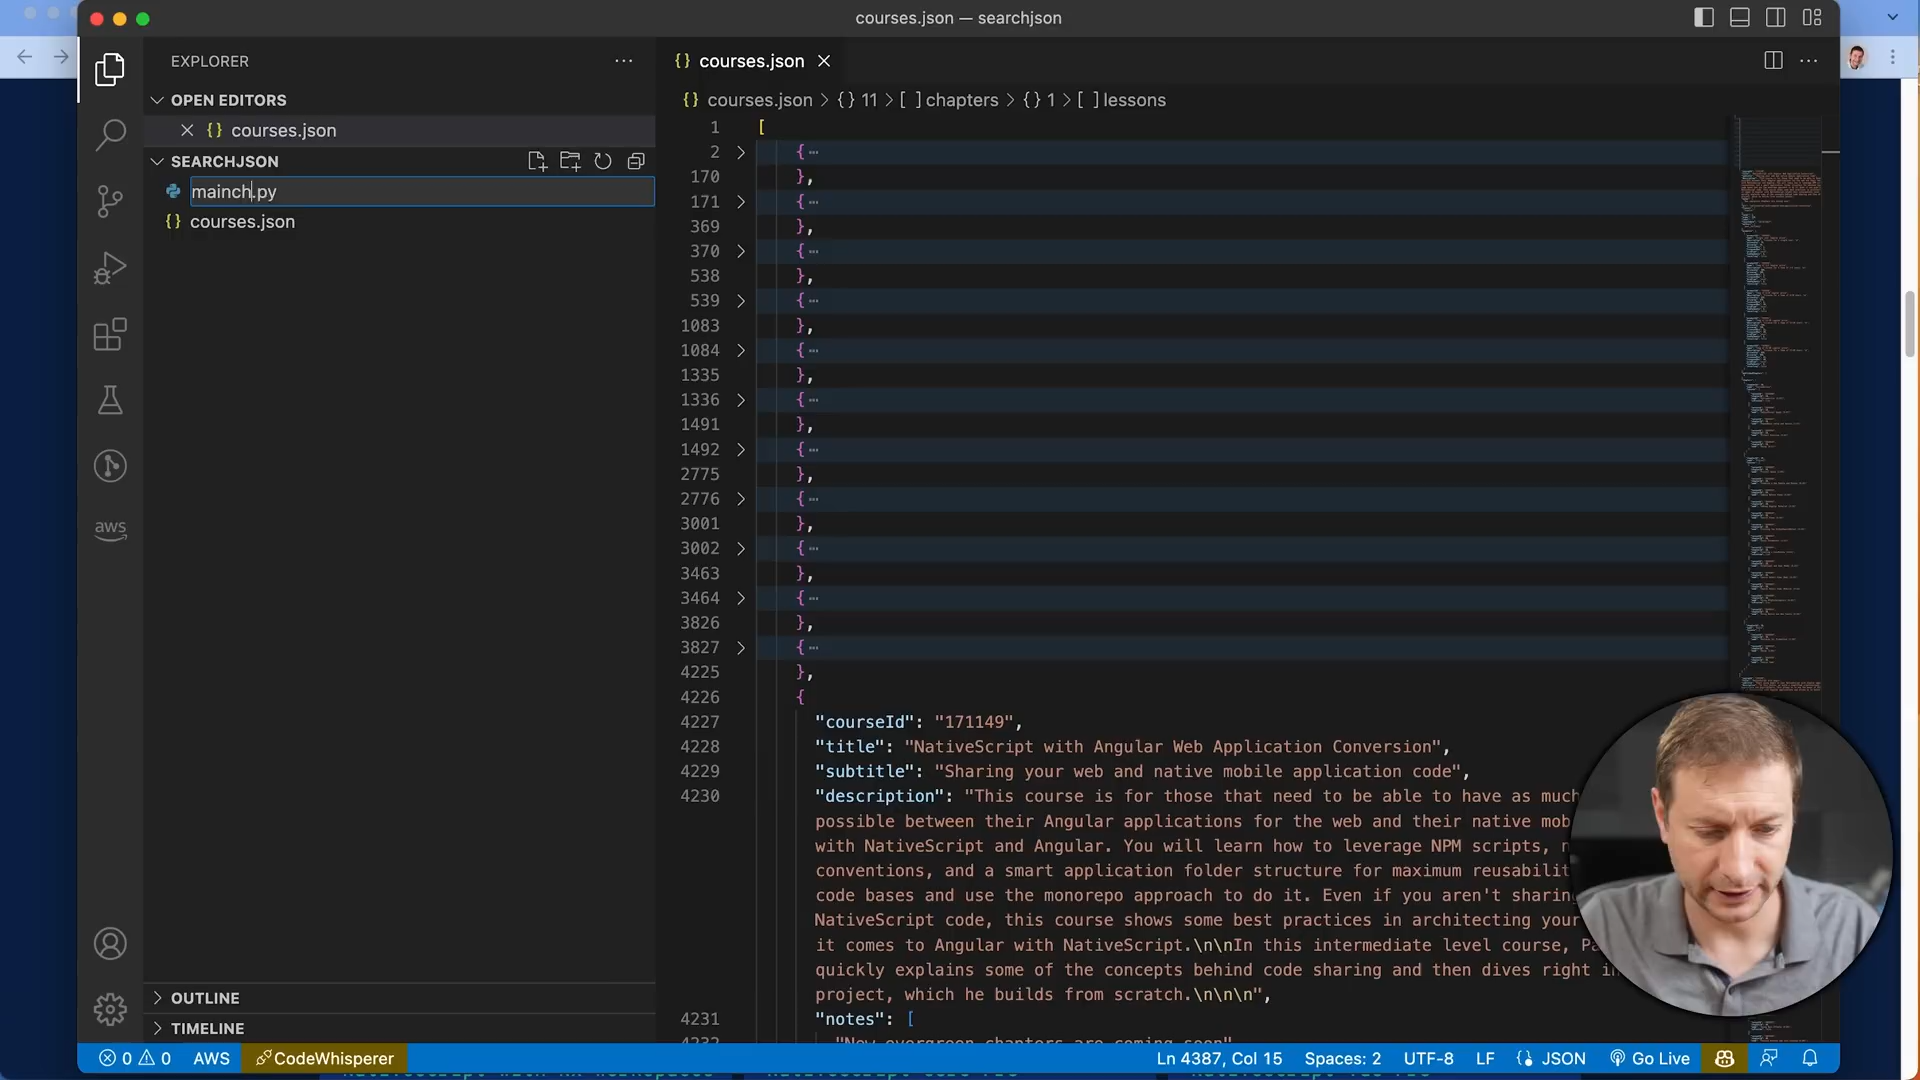 courses.json — searchjson
EXPLORER
OPEN EDITORS
courses.json
SEARCHJSON
mainch.py
courses.json
OUTLINE
TIMELINE
aws
courses.json
courses.json > {} 11 > [ ] chapters > {} 1 > [ ] lessons
1 [
2 {
170 },
171 {
369 },
370 {
538 },
539 {
1083 },
1084 {
1335 },
1336 {
1491 },
1492 {
2775 },
2776 {
3001 },
3002 {
3463 },
3464 {
3826 },
3827 {
4225 },
4226 {
4227 "courseId": "171149",
4228 "title": "NativeScript with Angular Web Application Conversion",
4229 "subtitle": "Sharing your web and native mobile application code",
4230 "description": "This course is for those that need to be able to have as much
possible between their Angular applications for the web and their native mob
with NativeScript and Angular. You will learn how to leverage NPM scripts,
conventions, and a smart application folder structure for maximum reusabilit
code bases and use the monorepo approach to do it. Even if you aren't sharin
NativeScript code, this course shows some best practices in architecting your
it comes to Angular with NativeScript.\n\nIn this intermediate level course,
quickly explains some of the concepts behind code sharing and then dives right
project, which he builds from scratch.\n\n\n",
4231 "notes": [
4232 "New evergreen chapters are coming soon"
0 0 AWS CodeWhisperer Ln 4387, Col 15 Spaces: 2 UTF-8 LF {} JSON Go Live